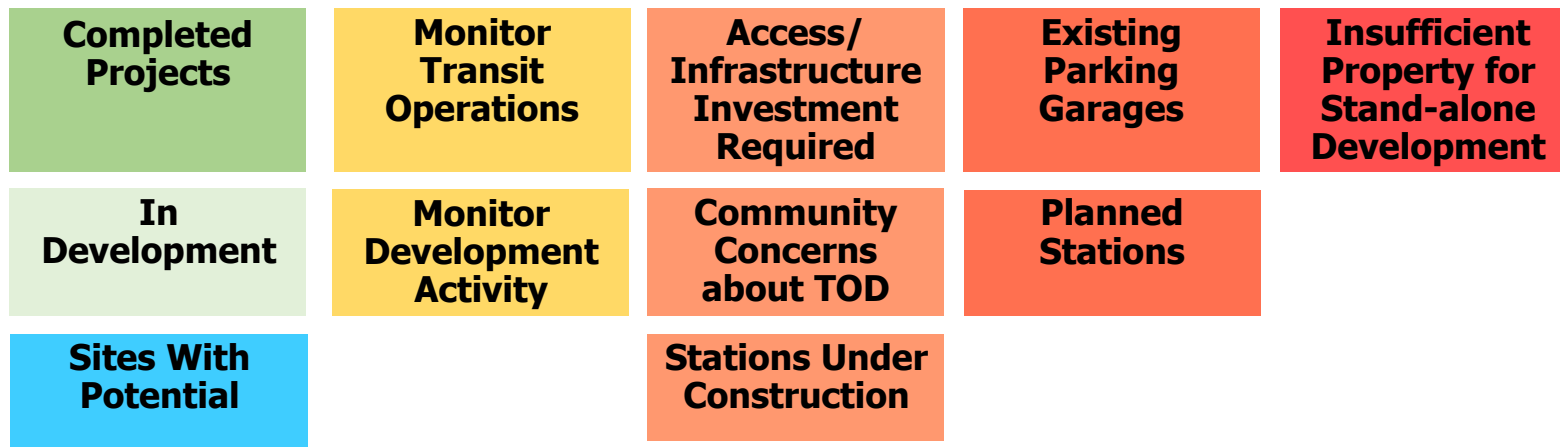 Completed
Projects
Monitor
Transit
Operations
Access/
Infrastructure
Investment
Required
Existing
Parking
Garages
Insufficient
Property for
Stand-alone
Development
In
Development
Monitor
Development
Activity
Community
Concerns
about TOD
Planned
Stations
Sites With
Potential
Stations Under
Construction